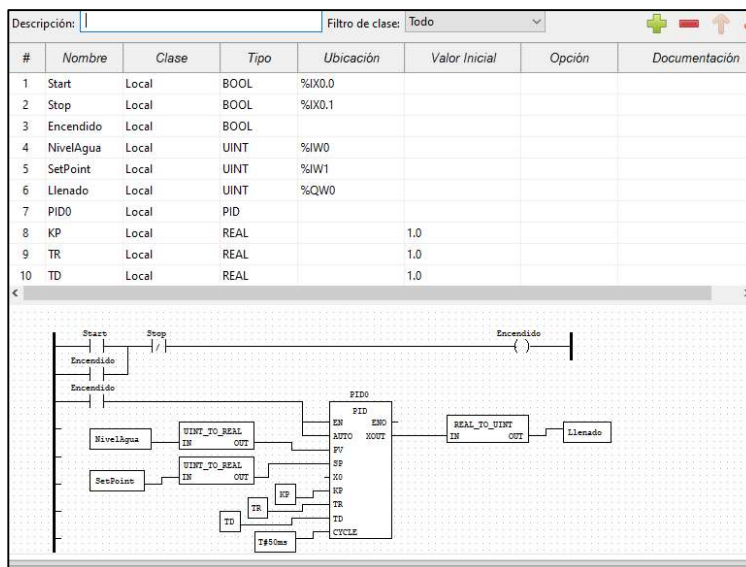 Descripción: Filtro de clase: Todo
# Nombre Clase Tipo Ubicación Valor Inicial Opción Documentación
1 Start Local BOOL %IX0.0
2 Stop Local BOOL %IX0.1
3 Encendido Local BOOL
4 NivelAgua Local UINT %IW0
5 SetPoint Local UINT %IW1
6 Llenado Local UINT %QW0
7 PID0 Local PID
8 KP Local REAL 1.0
9 TR Local REAL 1.0
10 TD Local REAL 1.0
Start Stop Encendido
Encendido
Encendido
PID0
PID
EN ENO
AUTO XOUT
PV
SP
X0
KP
TR
TD
CYCLE
NivelAgua
UINT_TO_REAL
IN OUT
SetPoint
UINT_TO_REAL
IN OUT
KP
TR
TD
T#50ms
REAL_TO_UINT
IN OUT
Llenado